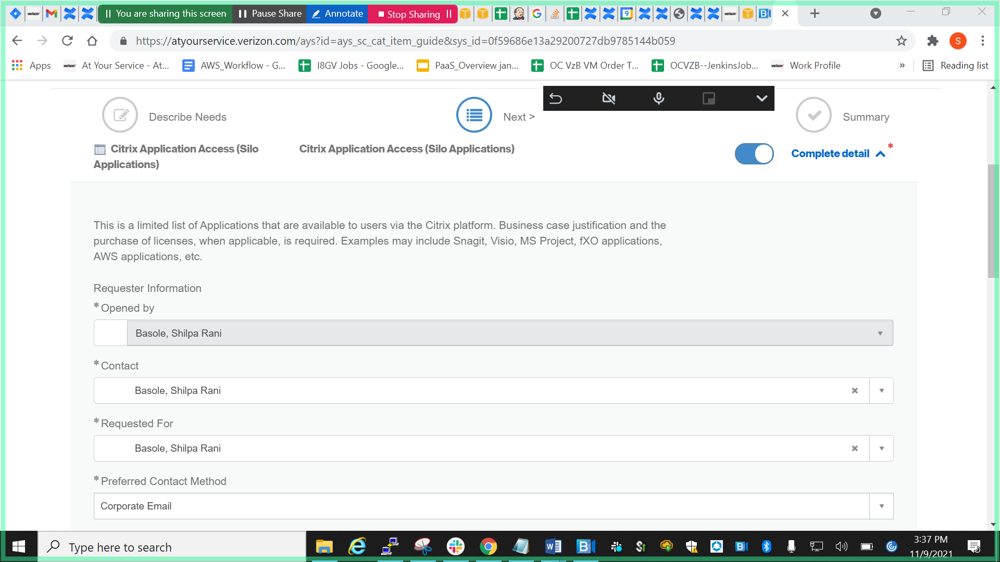 You are sharing this screen
Pause Share
Annotate
Stop Sharing
https://atyourservice.verizon.com/ays?id=ays_sc_cat_item_guide&sys_id=0f59686e13a29200727db9785144b059
S
Apps
At Your Service - At...
AWS_Workflow - G...
I8GV Jobs - Google...
PaaS_Overview jan...
OC VzB VM Order T...
OCVZB--JenkinsJob...
Work Profile
»
Reading list
Describe Needs
Next >
Summary
Citrix Application Access (Silo
Applications)
Citrix Application Access (Silo Applications)
Complete detail *
This is a limited list of Applications that are available to users via the Citrix platform. Business case justification and the
purchase of licenses, when applicable, is required. Examples may include Snagit, Visio, MS Project, fXO applications,
AWS applications, etc.
Requester Information
* Opened by
Basole, Shilpa Rani
* Contact
Basole, Shilpa Rani
* Requested For
Basole, Shilpa Rani
* Preferred Contact Method
Corporate Email
Type here to search
3:37 PM
11/9/2021